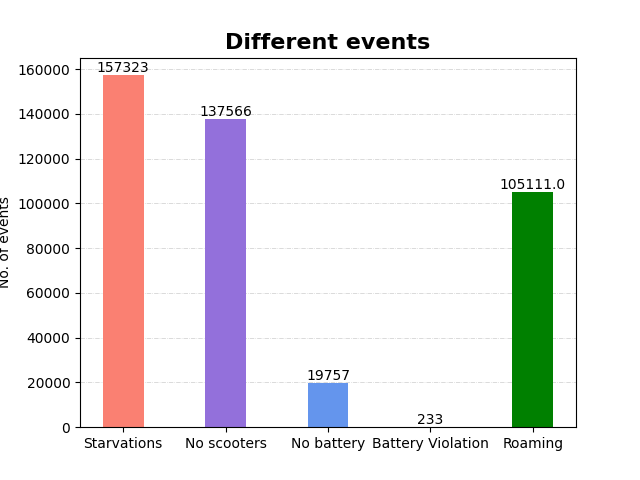 Different events
No. of events
160000
140000
120000
100000
80000
60000
40000
20000
0
157323
137566
19757
233
105111.0
Starvations
No scooters
No battery
Battery Violation
Roaming